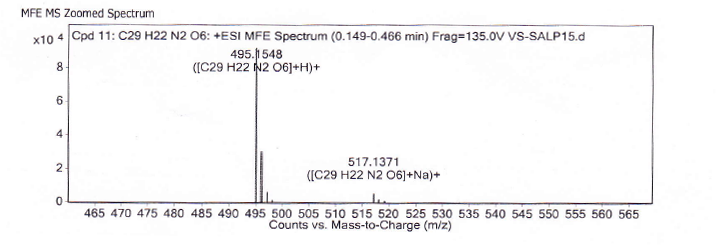 MFE MS Zoomed Spectrum
x10 4
Cpd 11: C29 H22 N2 O6: +ESI MFE Spectrum (0.149-0.466 min) Frag=135.0V VS-SALP15.d
495.1548
([C29 H22 N2 O6]+H)+
8
6
4
517.1371
([C29 H22 N2 O6]+Na)+
2
0
465 470 475 480 485 490 495 500 505 510 515 520 525 530 535 540 545 550 555 560 565
Counts vs. Mass-to-Charge (m/z)